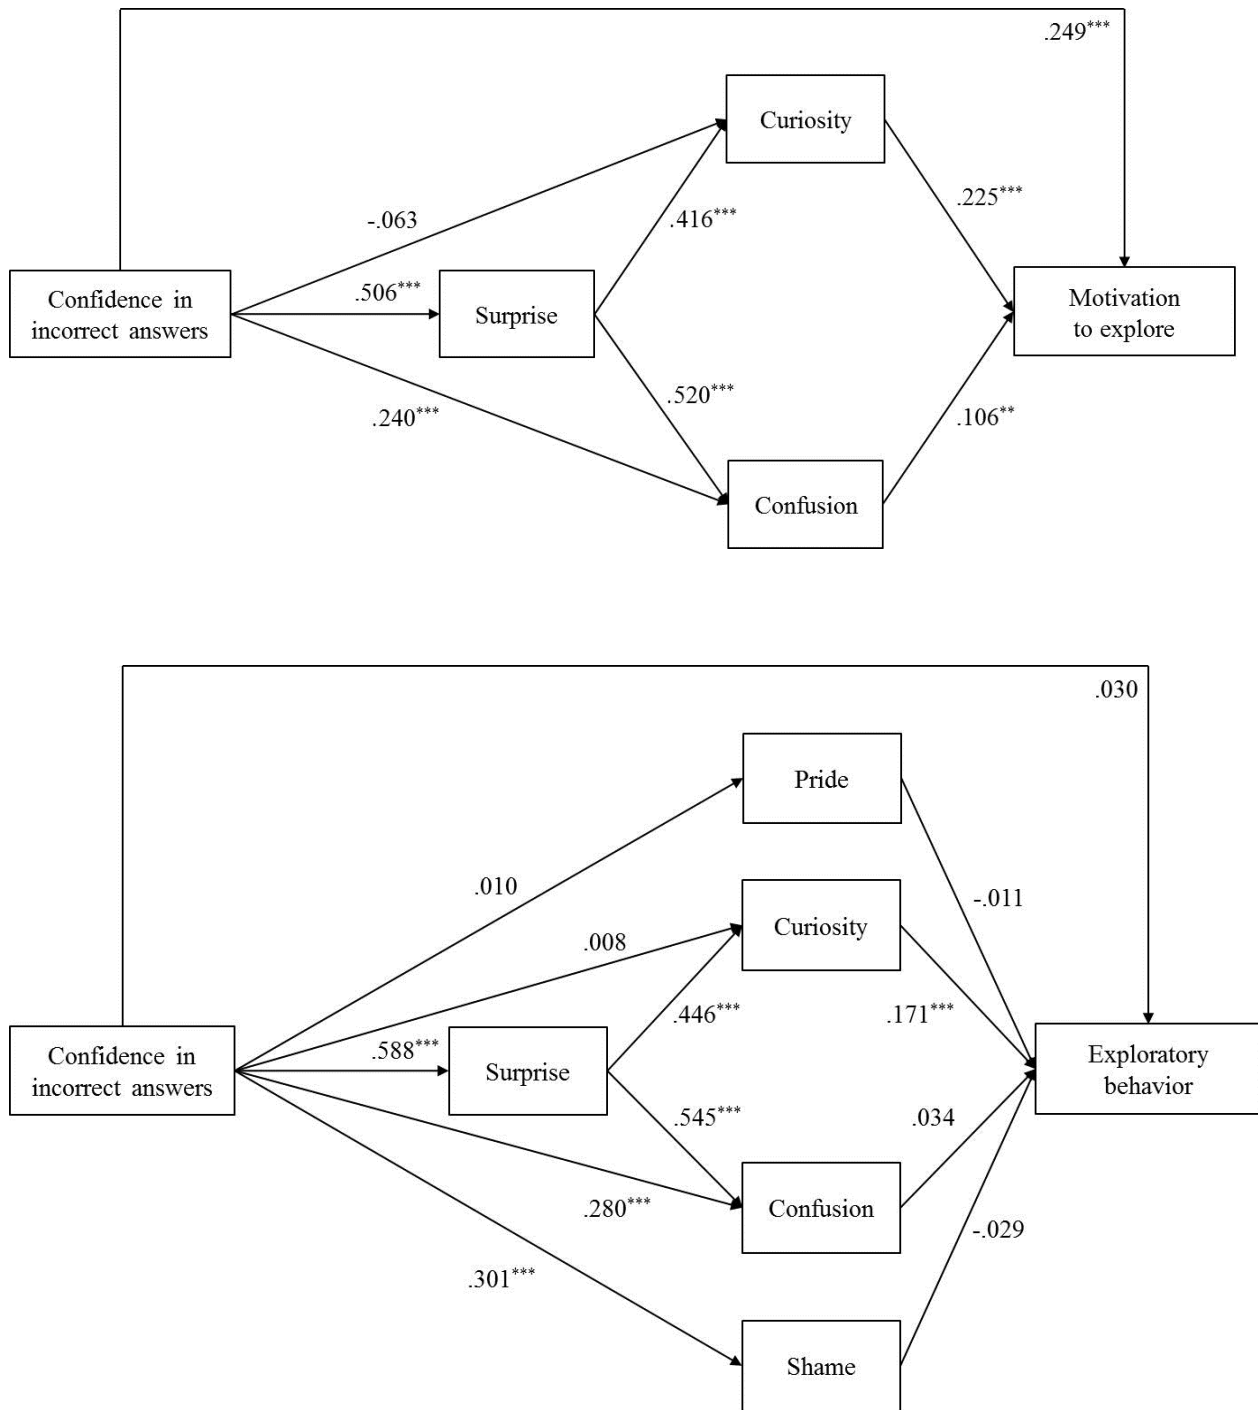 .249***
Curiosity
-.063
.416***
.225***
Confidence in
incorrect answers
.506***
Surprise
Motivation
to explore
.240***
.520***
.106**
Confusion
.030
Pride
.010
-.011
Curiosity
.008
.446***
.171***
Confidence in
incorrect answers
.588***
Surprise
Exploratory
behavior
.545***
.034
.280***
Confusion
-.029
.301***
Shame